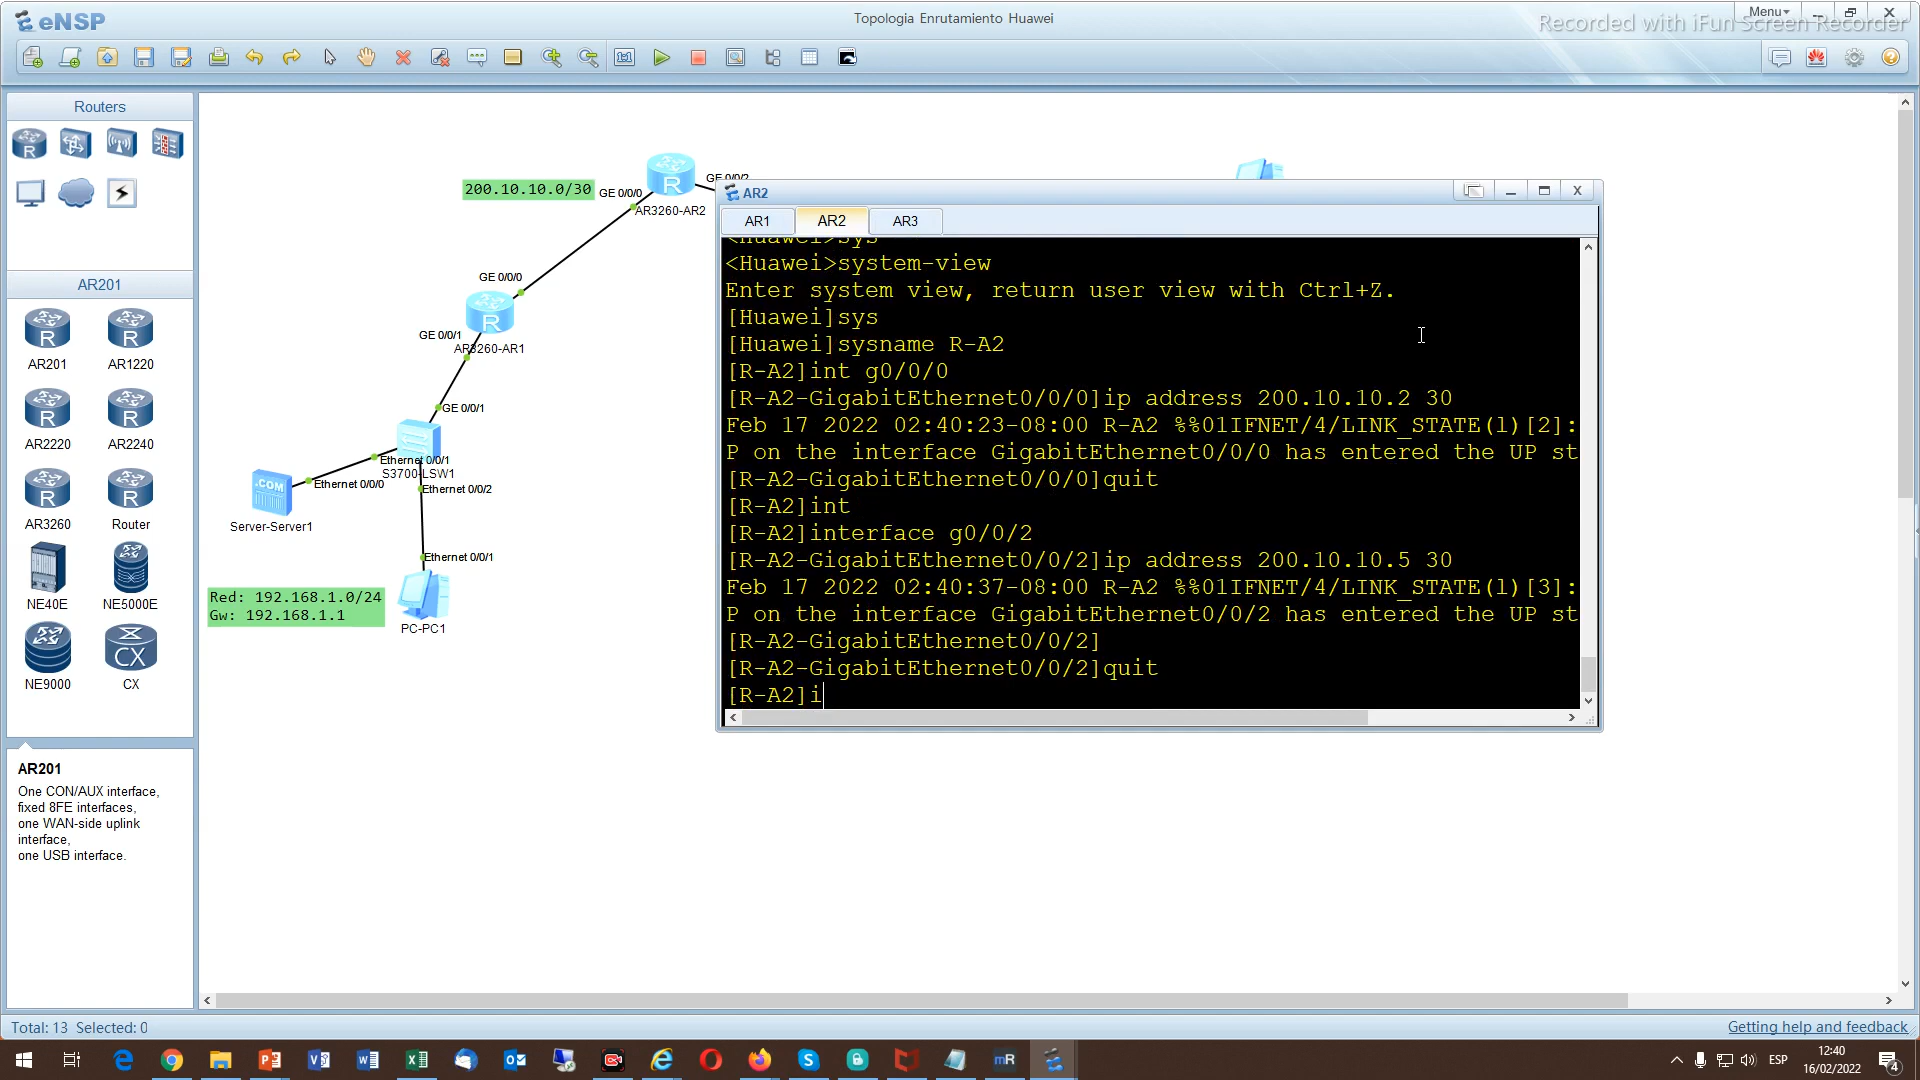 eNSP
Topologia Enrutamiento Huawei
Menu
Recorded with iFun Screen Recorder
Routers
AR201
AR201
AR1220
AR2220
AR2240
AR3260
Router
NE40E
NE5000E
NE9000
CX
AR201
One CON/AUX interface,
fixed 8FE interfaces,
one WAN-side uplink
interface,
one USB interface.
200.10.10.0/30
GE 0/0/0
GE 0/0/2
AR3260-AR2
GE 0/0/0
GE 0/0/1
AR3260-AR1
GE 0/0/1
Ethernet 0/0/1
S3700-LSW1
Ethernet 0/0/0
Ethernet 0/0/2
Server-Server1
Ethernet 0/0/1
Red: 192.168.1.0/24
Gw: 192.168.1.1
PC-PC1
AR2
AR1
AR2
AR3
<Huawei>sys
<Huawei>system-view
Enter system view, return user view with Ctrl+Z.
[Huawei]sys
[Huawei]sysname R-A2
[R-A2]int g0/0/0
[R-A2-GigabitEthernet0/0/0]ip address 200.10.10.2 30
Feb 17 2022 02:40:23-08:00 R-A2 %%01IFNET/4/LINK_STATE(l)[2]:
P on the interface GigabitEthernet0/0/0 has entered the UP st
[R-A2-GigabitEthernet0/0/0]quit
[R-A2]int
[R-A2]interface g0/0/2
[R-A2-GigabitEthernet0/0/2]ip address 200.10.10.5 30
Feb 17 2022 02:40:37-08:00 R-A2 %%01IFNET/4/LINK_STATE(l)[3]:
P on the interface GigabitEthernet0/0/2 has entered the UP st
[R-A2-GigabitEthernet0/0/2]
[R-A2-GigabitEthernet0/0/2]quit
[R-A2]i
Total: 13 Selected: 0
Getting help and feedback
ESP
12:40
16/02/2022
4